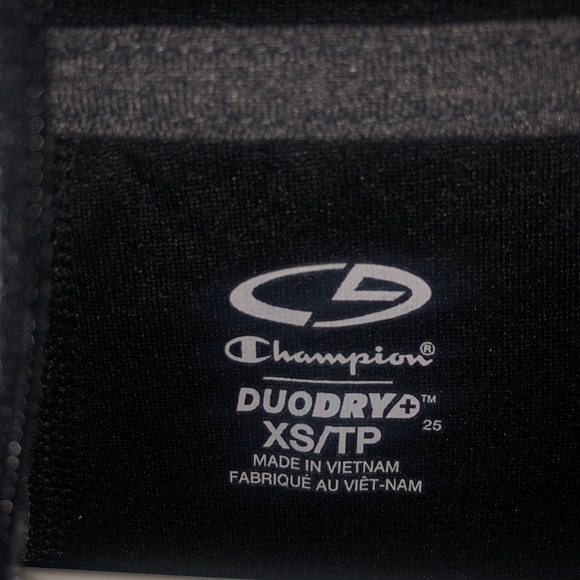 Champion®
DUODRY+™
25
XS/TP
MADE IN VIETNAM
FABRIQUÉ AU VIÊT-NAM